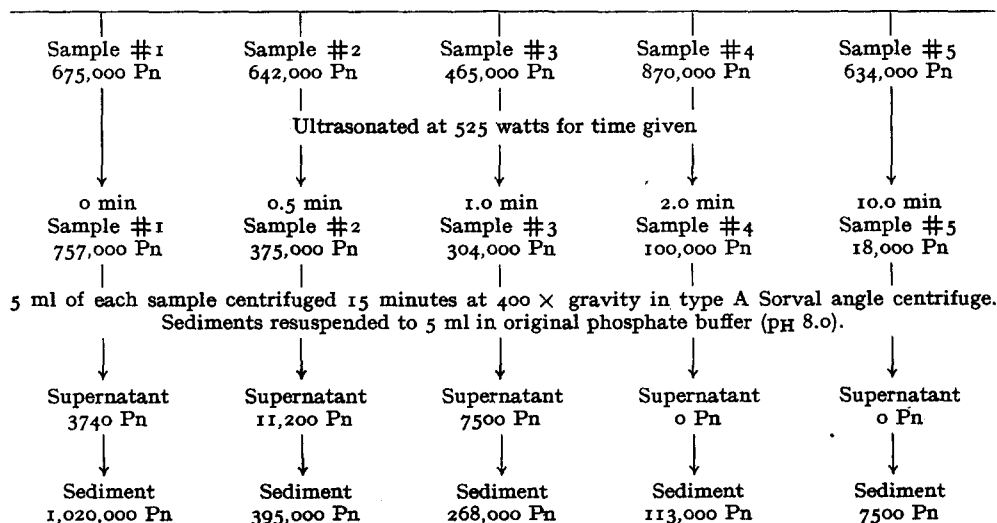 Sample #1 Sample #2 Sample #3 Sample #4 Sample #5
675,000 Pn 642,000 Pn 465,000 Pn 870,000 Pn 634,000 Pn
Ultrasonated at 525 watts for time given
0 min 0.5 min 1.0 min 2.0 min 10.0 min
Sample #1 Sample #2 Sample #3 Sample #4 Sample #5
757,000 Pn 375,000 Pn 304,000 Pn 100,000 Pn 18,000 Pn
5 ml of each sample centrifuged 15 minutes at 400 × gravity in type A Sorval angle centrifuge.
Sediments resuspended to 5 ml in original phosphate buffer (pH 8.0).
Supernatant Supernatant Supernatant Supernatant Supernatant
3740 Pn 11,200 Pn 7500 Pn 0 Pn 0 Pn
Sediment Sediment Sediment Sediment Sediment
1,020,000 Pn 395,000 Pn 268,000 Pn 113,000 Pn 7500 Pn